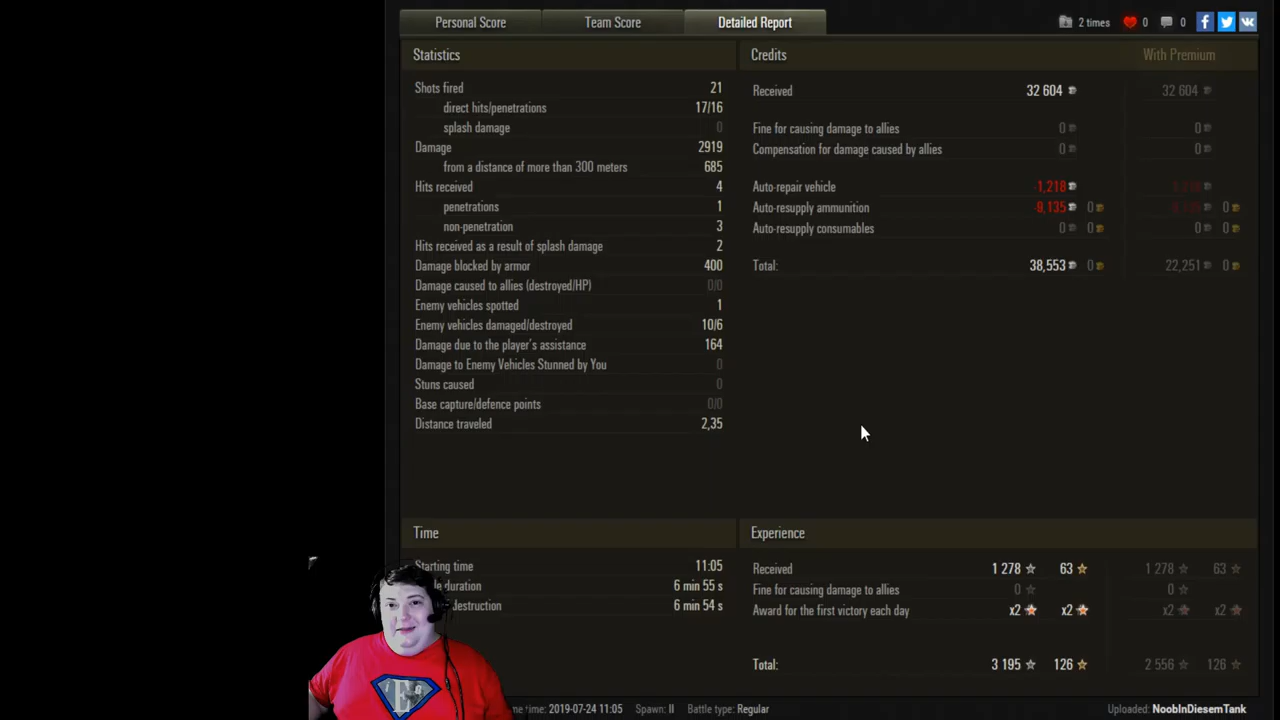 Personal Score Team Score Detailed Report 2 times 0 0
Statistics
Shots fired 21
direct hits/penetrations 17/16
splash damage 0
Damage 2919
from a distance of more than 300 meters 685
Hits received 4
penetrations 1
non-penetration 3
Hits received as a result of splash damage 2
Damage blocked by armor 400
Damage caused to allies (destroyed/HP) 0/0
Enemy vehicles spotted 1
Enemy vehicles damaged/destroyed 10/6
Damage due to the player's assistance 164
Damage to Enemy Vehicles Stunned by You 0
Stuns caused 0
Base capture/defence points 0/0
Distance traveled 2,35
Credits With Premium
Received 32 604 32 604
Fine for causing damage to allies 0 0
Compensation for damage caused by allies 0 0
Auto-repair vehicle -1,218
Auto-resupply ammunition -9,135 0 0
Auto-resupply consumables 0 0 0 0
Total: 38,553 0 22,251 0
Time
Starting time 11:05
duration 6 min 55 s
destruction 6 min 54 s
Experience
Received 1 278 63 1 278 63
Fine for causing damage to allies 0 0
Award for the first victory each day x2 x2 x2 x2
Total: 3 195 126 2 556 126
E
time: 2019-07-24 11:05 Spawn: II Battle type: Regular Uploaded: NoobInDiesemTank